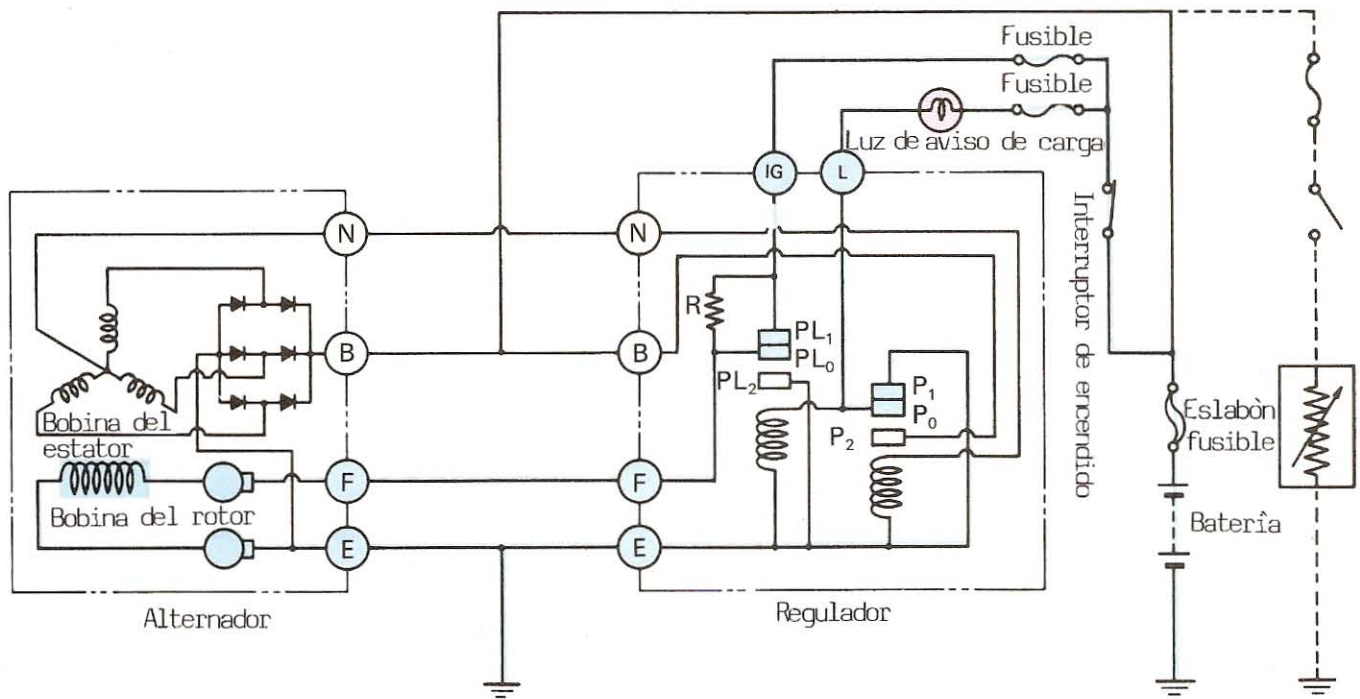 Fusible
Fusible
Luz de aviso de carga
IG
L
N
N
R
PL₁
PL₀
PL₂
B
B
P₁
P₀
P₂
Interruptor de encendido
Bobina del
estator
Eslabòn
fusible
F
F
Bobina del rotor
Baterîa
E
E
Alternador
Regulador